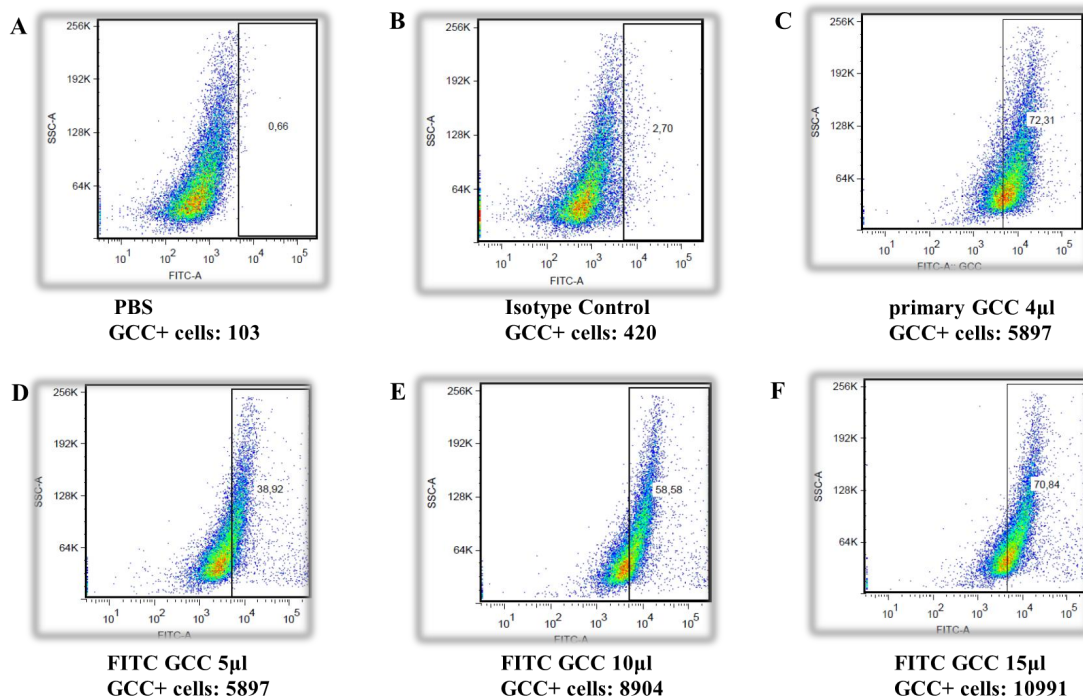 A
256K
192K
128K
64K
SSC-A
0,66
10^1 10^2 10^3 10^4 10^5
FITC-A
PBS
GCC+ cells: 103
B
256K
192K
128K
64K
SSC-A
2,70
10^1 10^2 10^3 10^4 10^5
FITC-A
Isotype Control
GCC+ cells: 420
C
256K
192K
128K
64K
SSC-A
72,31
10^1 10^2 10^3 10^4 10^5
FITC-A:: GCC
primary GCC 4µl
GCC+ cells: 5897
D
256K
192K
128K
64K
SSC-A
38,92
10^1 10^2 10^3 10^4 10^5
FITC-A
FITC GCC 5µl
GCC+ cells: 5897
E
256K
192K
128K
64K
SSC-A
58,58
10^1 10^2 10^3 10^4 10^5
FITC-A
FITC GCC 10µl
GCC+ cells: 8904
F
256K
192K
128K
64K
SSC-A
70,84
10^1 10^2 10^3 10^4 10^5
FITC-A
FITC GCC 15µl
GCC+ cells: 10991